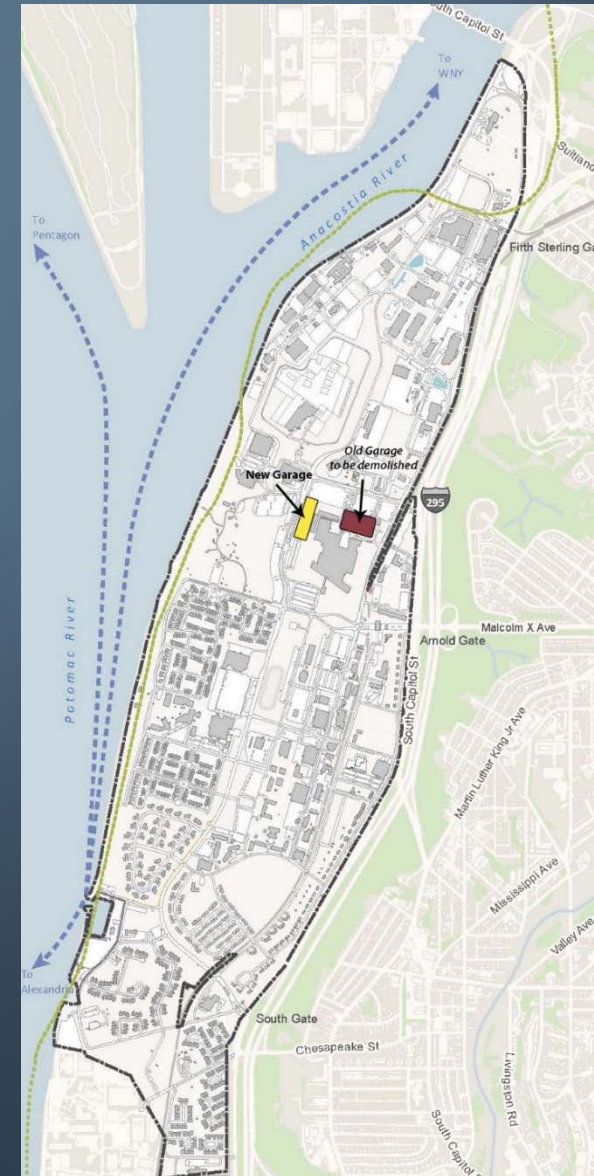 South Capitol St
To
WNY
Suitland
To
Pentagon
Anacostia River
Firth Sterling Ga
Old Garage
to be demolished
New Garage
295
Malcolm X Ave
Arnold Gate
South Capitol St
Potomac River
Martin Luther King Jr Ave
Mississippi Ave
Valley Ave
To
Alexandria
South Gate
Chesapeake St
Livingston Rd
South Capitol